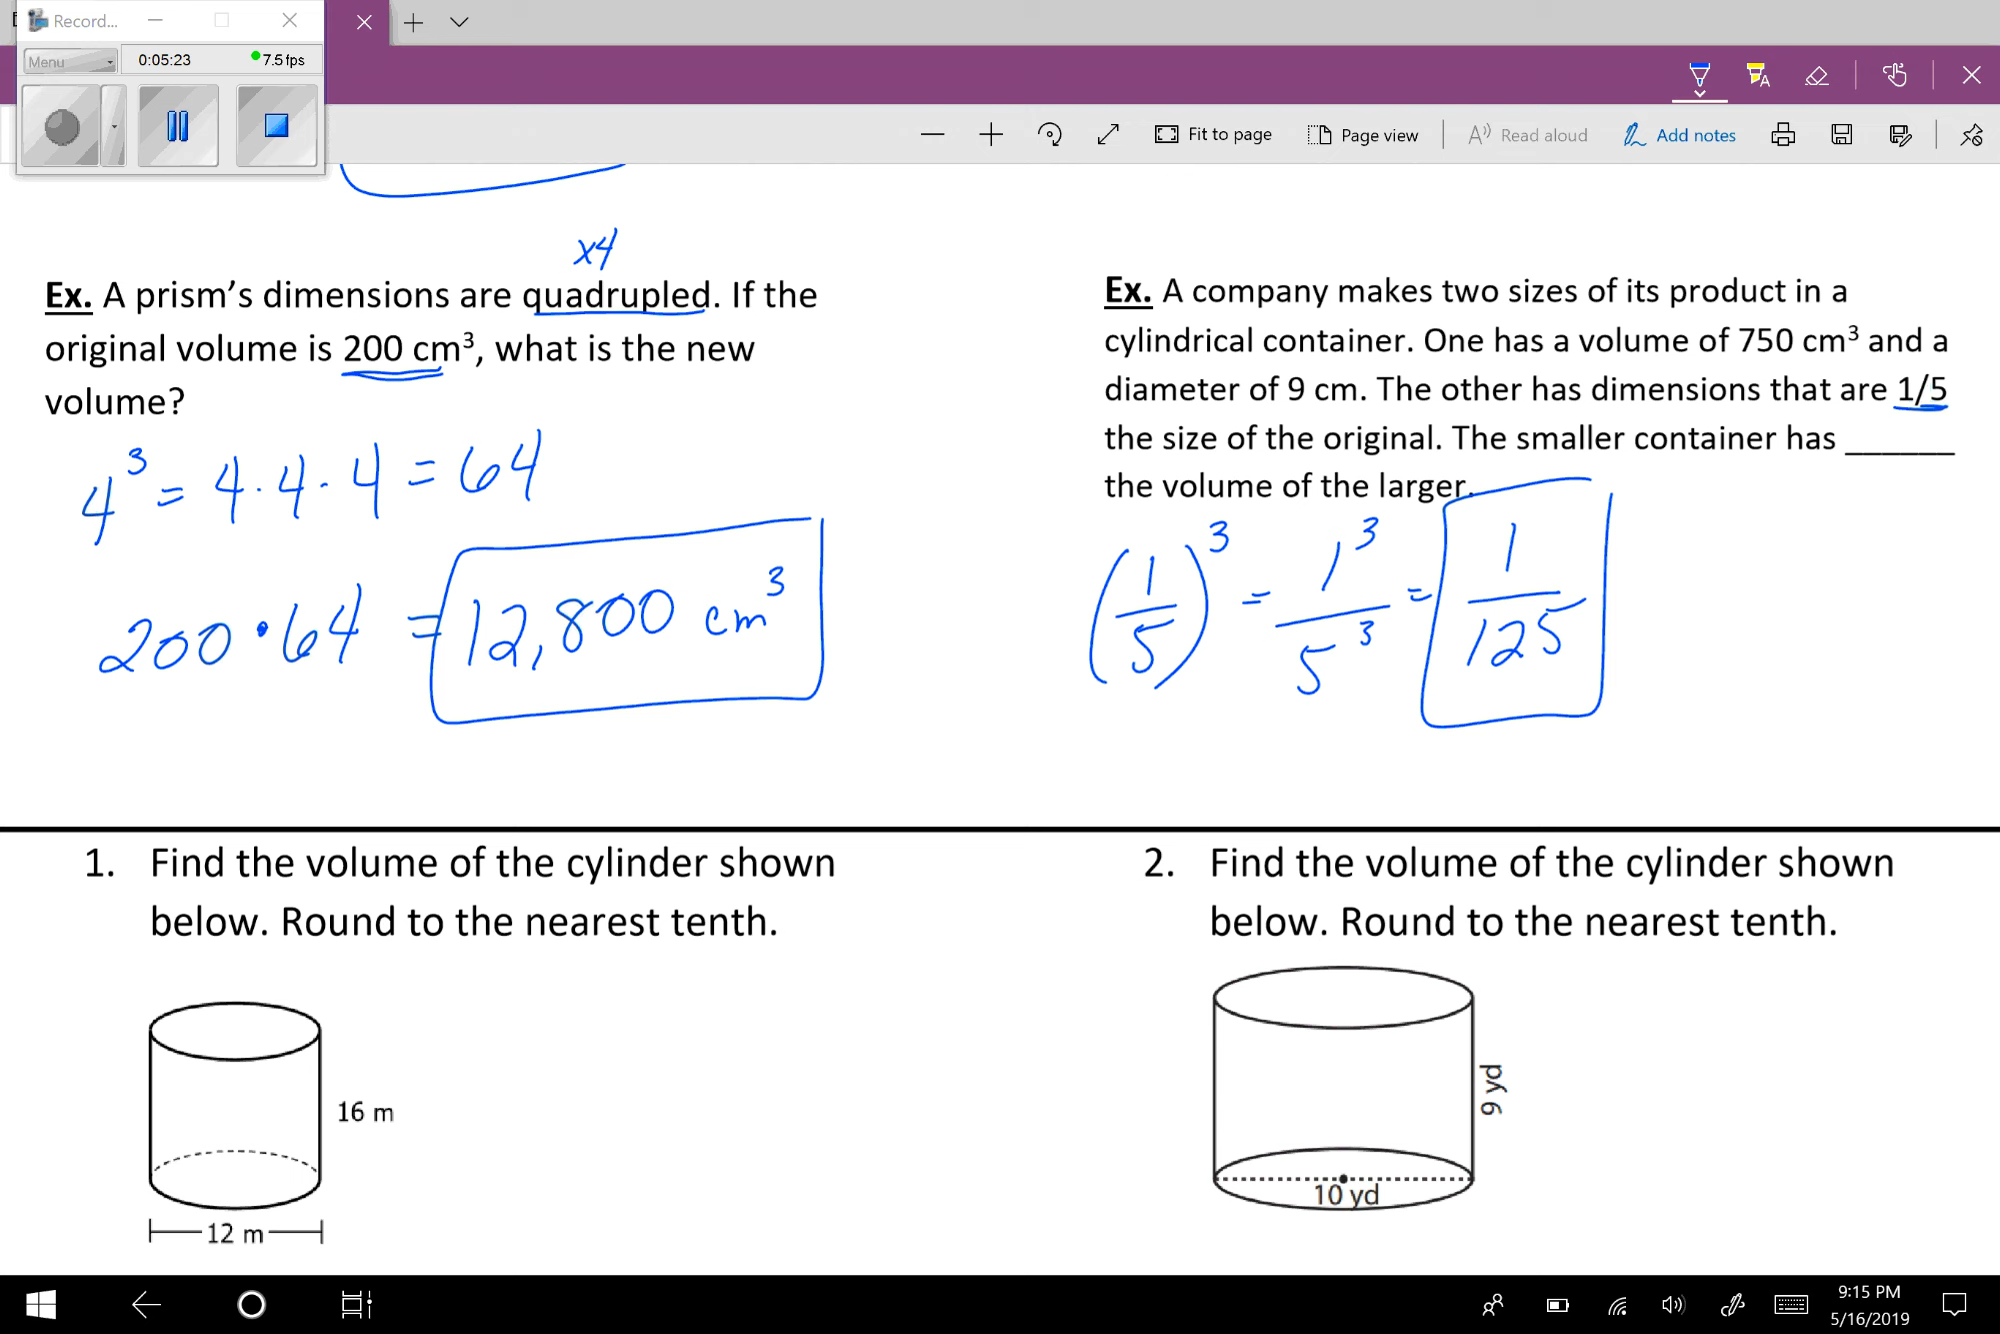 Record...
Menu
0:05:23
7.5 fps
Fit to page
Page view
Read aloud
Add notes
x4
Ex. A prism’s dimensions are quadrupled. If the
original volume is 200 cm³, what is the new
volume?
4³ = 4·4·4 = 64
200·64 = 12,800 cm³
Ex. A company makes two sizes of its product in a
cylindrical container. One has a volume of 750 cm³ and a
diameter of 9 cm. The other has dimensions that are 1/5
the size of the original. The smaller container has ______
the volume of the larger.
(1/5)³ = 1³/5³ = 1/125
1. Find the volume of the cylinder shown
below. Round to the nearest tenth.
16 m
12 m
2. Find the volume of the cylinder shown
below. Round to the nearest tenth.
9 yd
10 yd
9:15 PM
5/16/2019